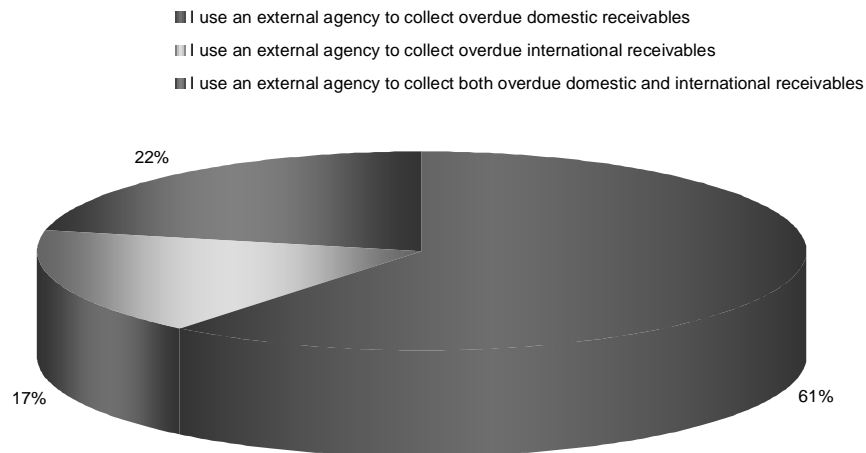 I use an external agency to collect overdue domestic receivables
I use an external agency to collect overdue international receivables
I use an external agency to collect both overdue domestic and international receivables
22%
17%
61%